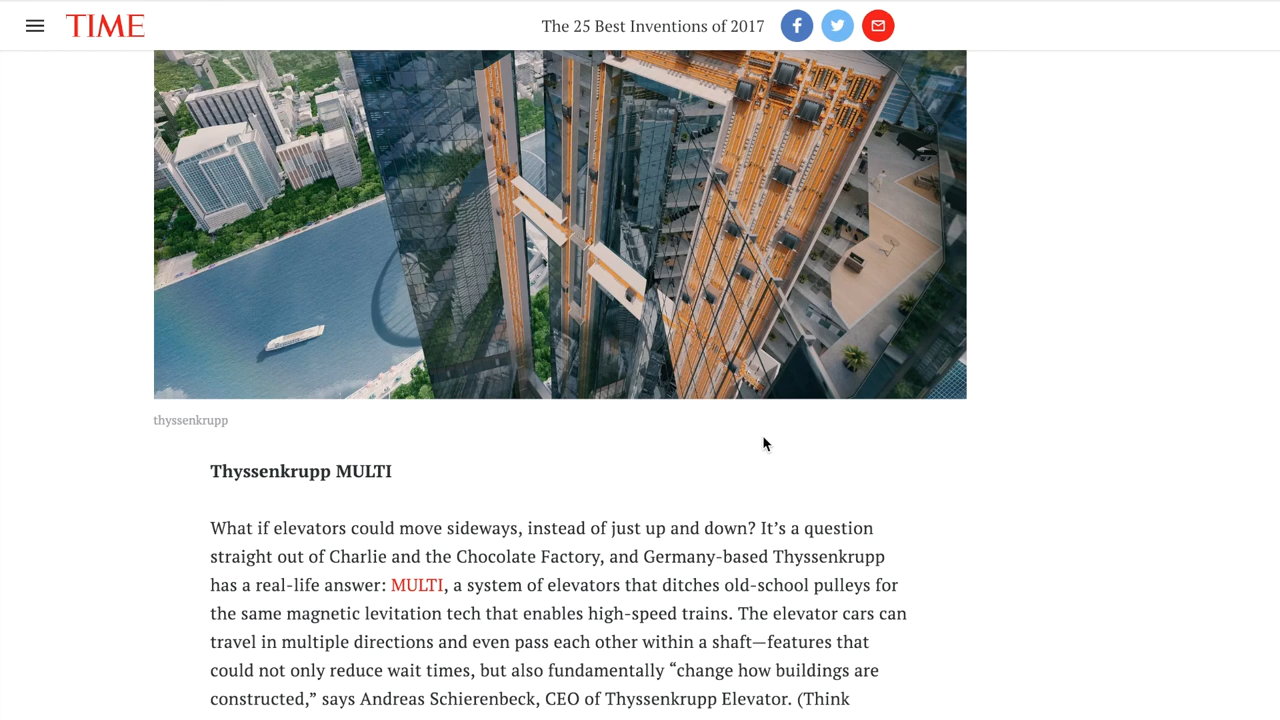 TIME
The 25 Best Inventions of 2017
thyssenkrupp
Thyssenkrupp MULTI
What if elevators could move sideways, instead of just up and down? It’s a question
straight out of Charlie and the Chocolate Factory, and Germany-based Thyssenkrupp
has a real-life answer: MULTI, a system of elevators that ditches old-school pulleys for
the same magnetic levitation tech that enables high-speed trains. The elevator cars can
travel in multiple directions and even pass each other within a shaft—features that
could not only reduce wait times, but also fundamentally “change how buildings are
constructed,” says Andreas Schierenbeck, CEO of Thyssenkrupp Elevator. (Think